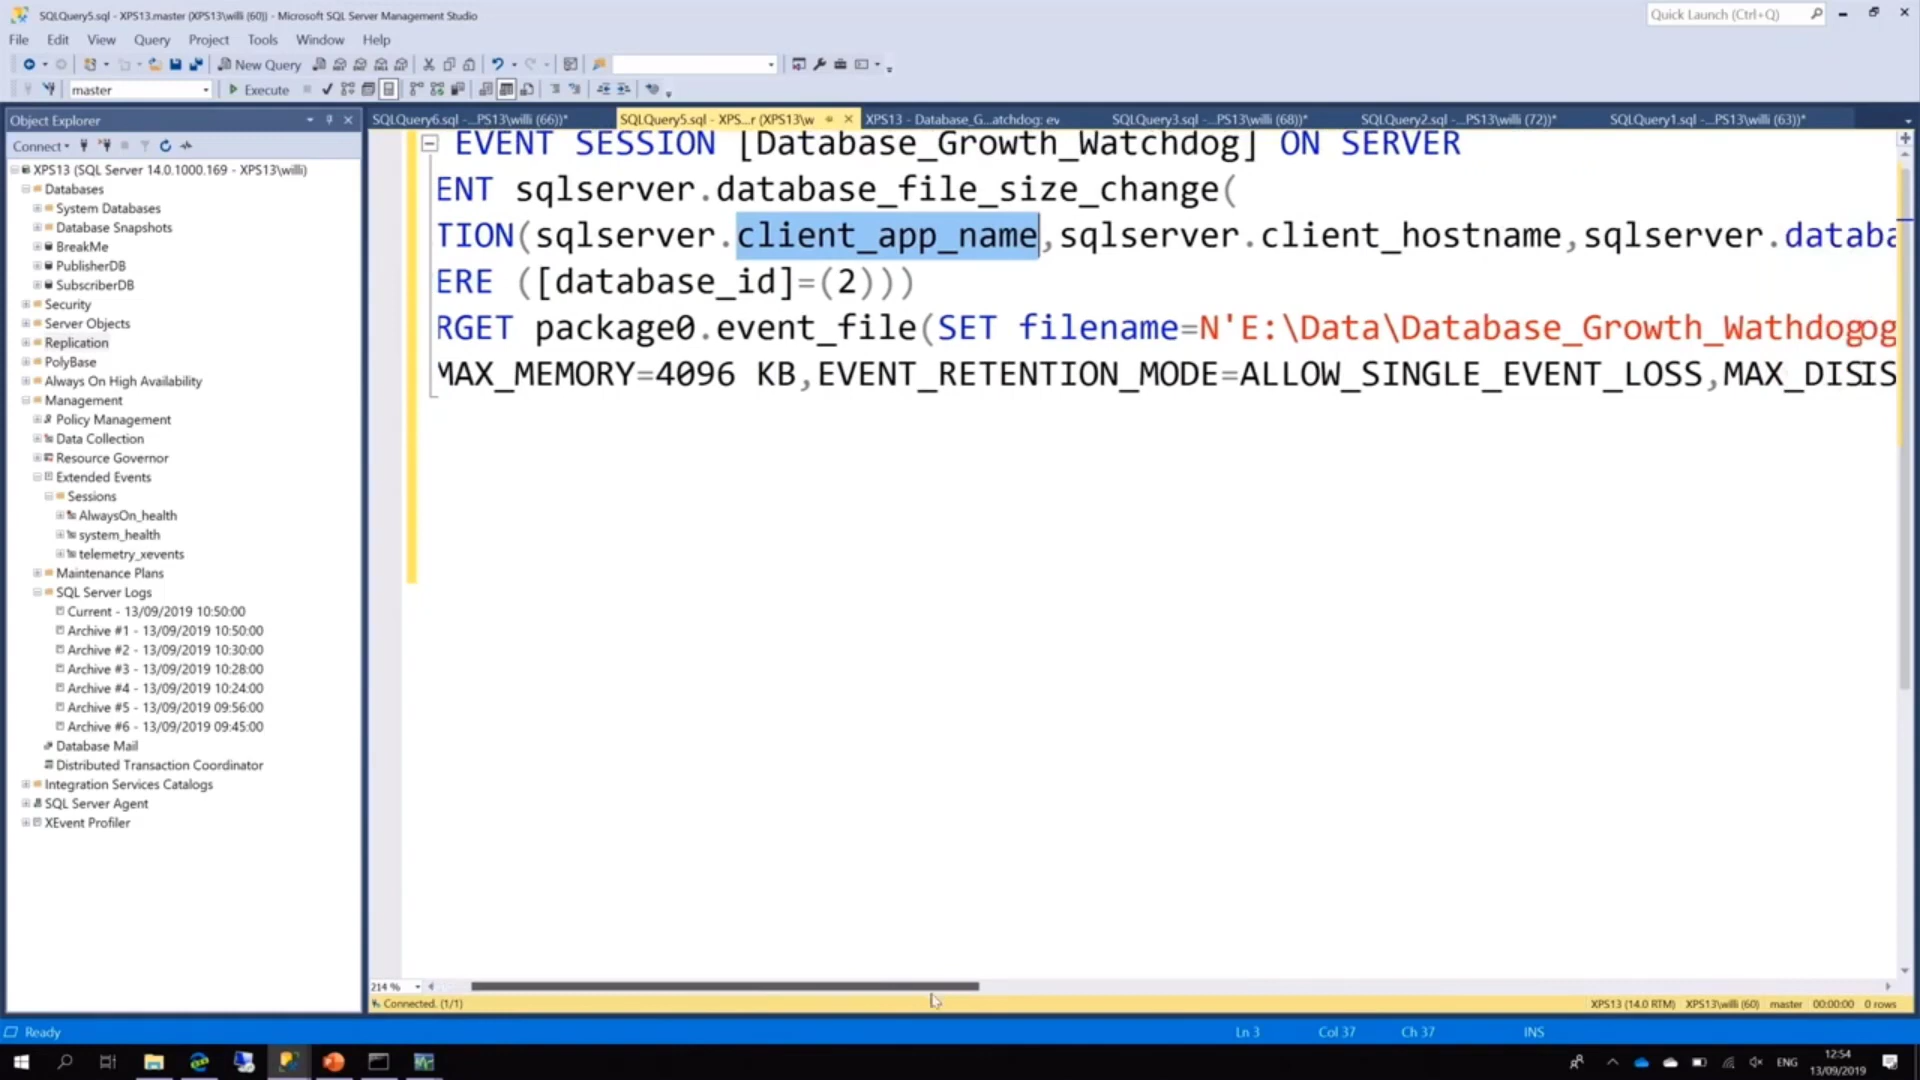 SQLQuery5.sql - XPS13.master (XPS13\willi (60)) - Microsoft SQL Server Management Studio
Quick Launch (Ctrl+Q)
File Edit View Query Project Tools Window Help
New Query
master
Execute
Object Explorer
SQLQuery6.sql -...PS13\willi (66))*
SQLQuery5.sql - XPS...r (XPS13\w
XPS13 - Database_G...atchdog: ev
SQLQuery3.sql -...PS13\willi (68))*
SQLQuery2.sql -...PS13\willi (72))*
SQLQuery1.sql -...PS13\willi (63))*
Connect
XPS13 (SQL Server 14.0.1000.169 - XPS13\willi)
Databases
System Databases
Database Snapshots
BreakMe
PublisherDB
SubscriberDB
Security
Server Objects
Replication
PolyBase
Always On High Availability
Management
Policy Management
Data Collection
Resource Governor
Extended Events
Sessions
AlwaysOn_health
system_health
telemetry_xevents
Maintenance Plans
SQL Server Logs
Current - 13/09/2019 10:50:00
Archive #1 - 13/09/2019 10:50:00
Archive #2 - 13/09/2019 10:30:00
Archive #3 - 13/09/2019 10:28:00
Archive #4 - 13/09/2019 10:24:00
Archive #5 - 13/09/2019 09:56:00
Archive #6 - 13/09/2019 09:45:00
Database Mail
Distributed Transaction Coordinator
Integration Services Catalogs
SQL Server Agent
XEvent Profiler
EVENT SESSION [Database_Growth_Watchdog] ON SERVER
ENT sqlserver.database_file_size_change(
TION(sqlserver.client_app_name,sqlserver.client_hostname,sqlserver.databa
ERE ([database_id]=(2)))
RGET package0.event_file(SET filename=N'E:\Data\Database_Growth_Wathdogog
MAX_MEMORY=4096 KB,EVENT_RETENTION_MODE=ALLOW_SINGLE_EVENT_LOSS,MAX_DISIS
214 %
Connected. (1/1)
XPS13 (14.0 RTM) XPS13\willi (60) master 00:00:00 0 rows
Ready
Ln 3 Col 37 Ch 37 INS
ENG
12:54
13/09/2019